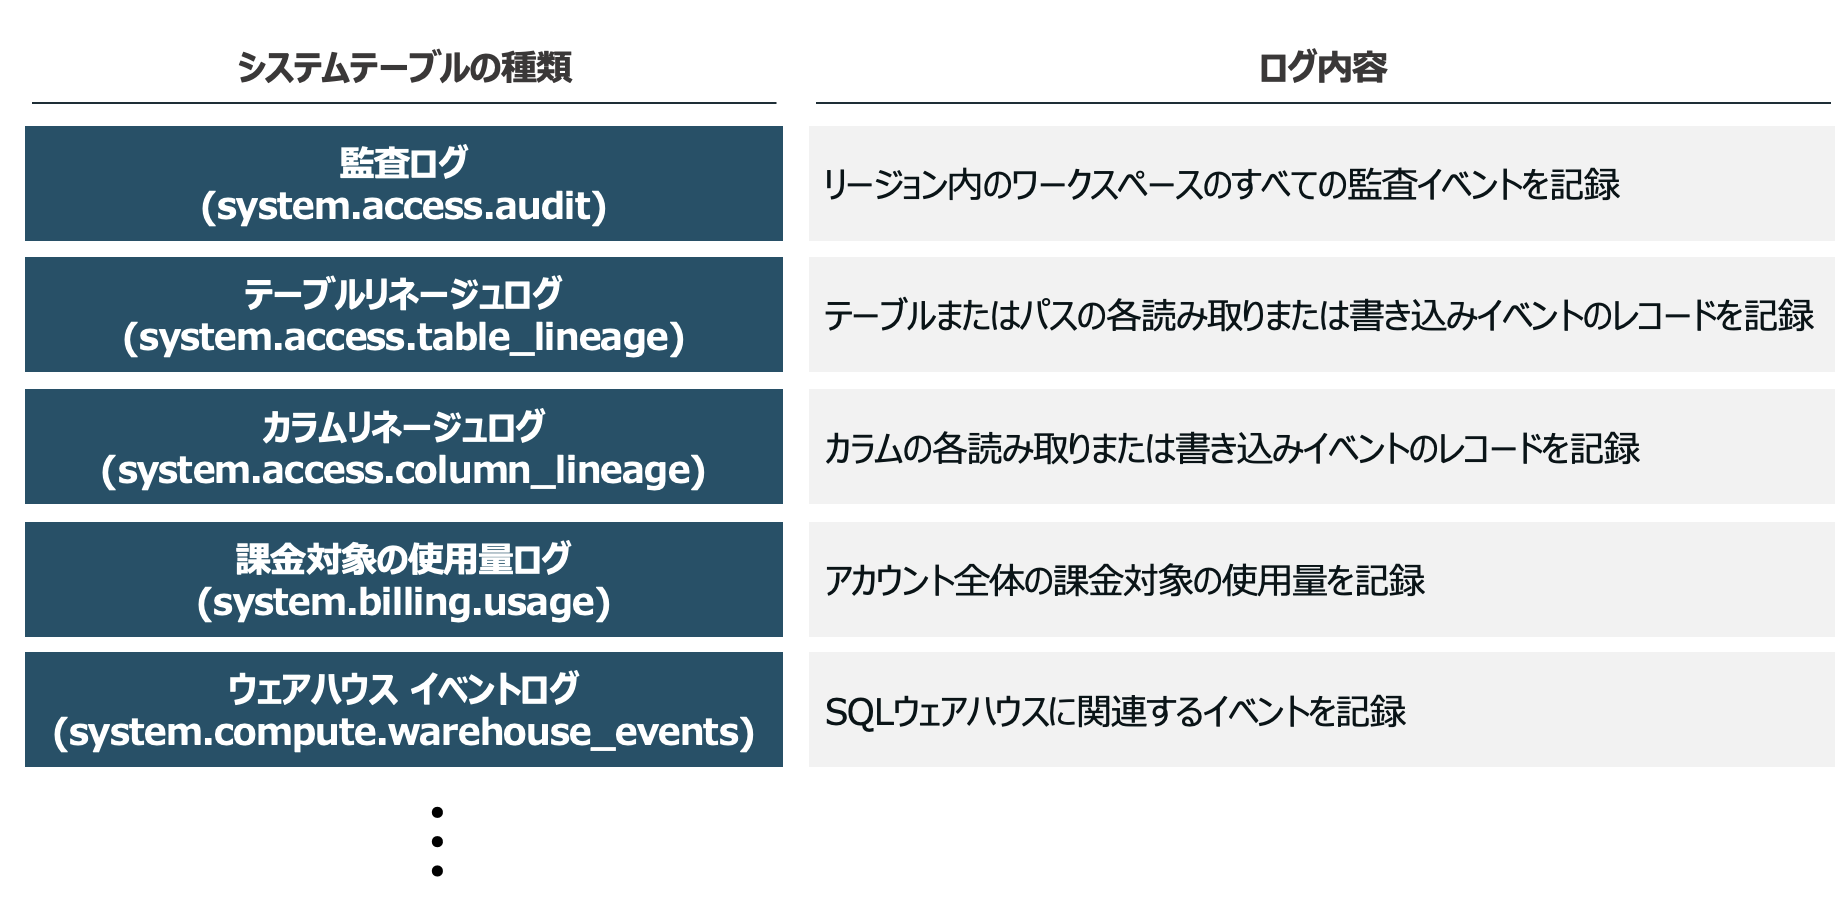 システムテーブルの種類
ログ内容
監査ログ
(system.access.audit)
リージョン内のワークスペースのすべての監査イベントを記録
テーブルリネージュログ
(system.access.table_lineage)
テーブルまたはパスの各読み取りまたは書き込みイベントのレコードを記録
カラムリネージュログ
(system.access.column_lineage)
カラムの各読み取りまたは書き込みイベントのレコードを記録
課金対象の使用量ログ
(system.billing.usage)
アカウント全体の課金対象の使用量を記録
ウェアハウス イベントログ
(system.compute.warehouse_events)
SQLウェアハウスに関連するイベントを記録